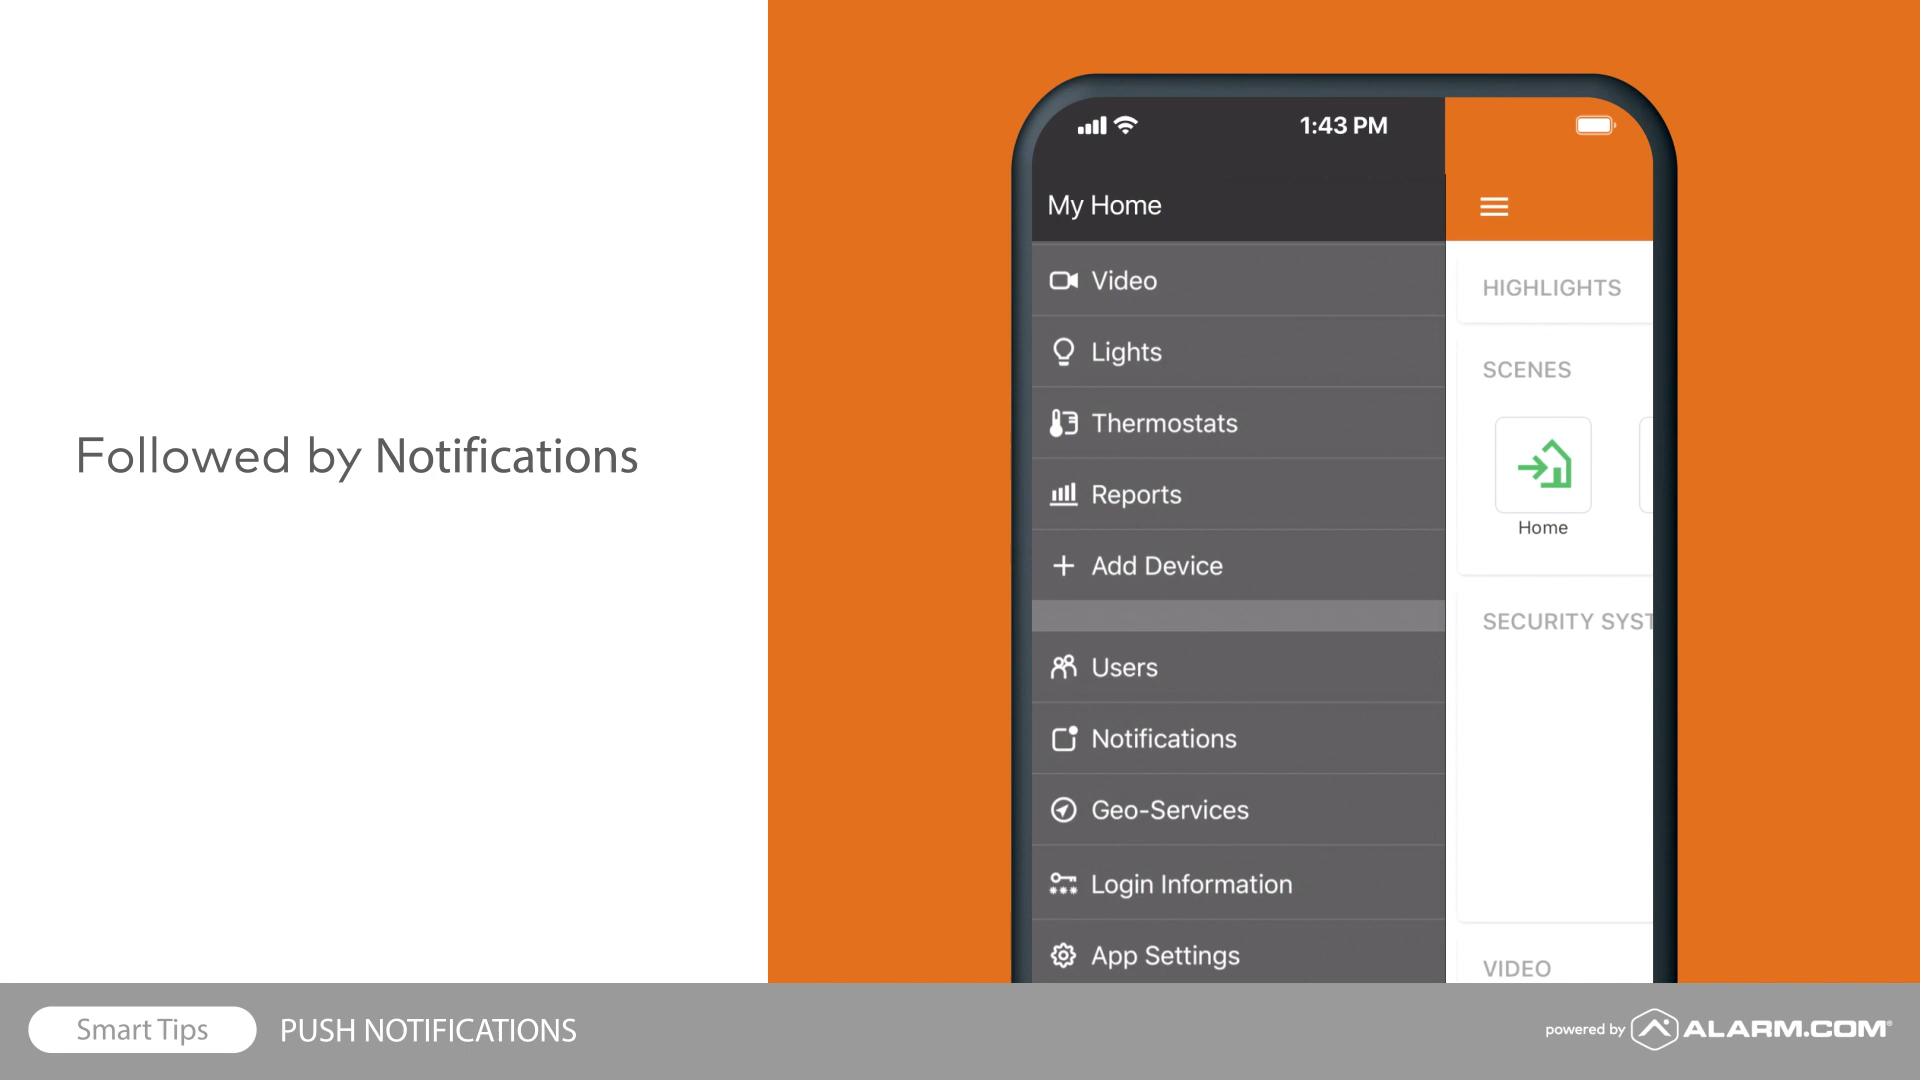 Followed by Notifications
1:43 PM
My Home
Video
Lights
Thermostats
Reports
Add Device
Users
Notifications
Geo-Services
Login Information
App Settings
HIGHLIGHTS
SCENES
Home
SECURITY SYST
VIDEO
Smart Tips
PUSH NOTIFICATIONS
powered by ALARM.COM®